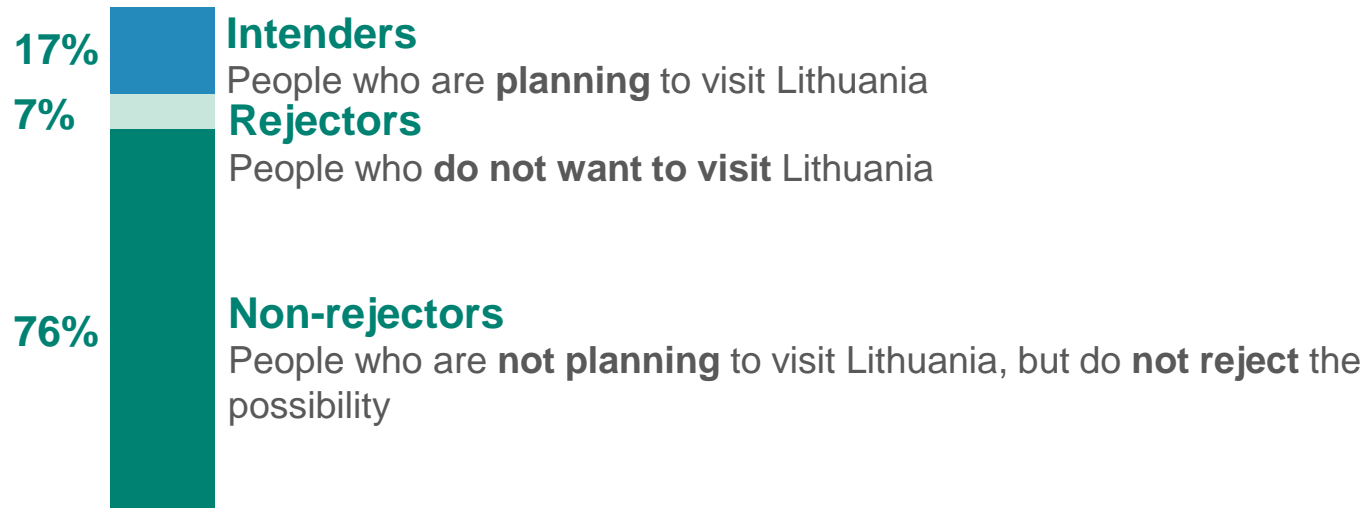 17%
Intenders
People who are planning to visit Lithuania
7%
Rejectors
People who do not want to visit Lithuania
76%
Non-rejectors
People who are not planning to visit Lithuania, but do not reject the
possibility